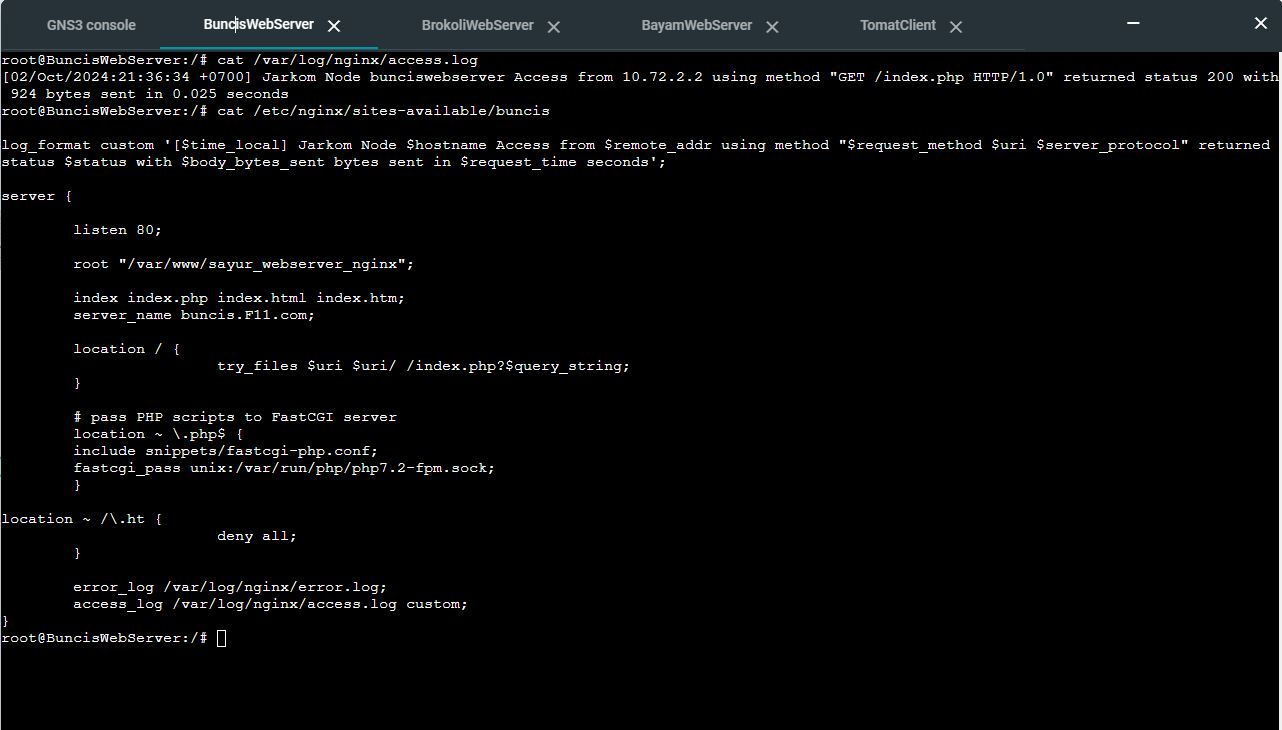 GNS3 console BuncisWebServer BrokoliWebServer BayamWebServer TomatClient
root@BuncisWebServer:/# cat /var/log/nginx/access.log
[02/Oct/2024:21:36:34 +0700] Jarkom Node bunciswebserver Access from 10.72.2.2 using method "GET /index.php HTTP/1.0" returned status 200 with
924 bytes sent in 0.025 seconds
root@BuncisWebServer:/# cat /etc/nginx/sites-available/buncis
log_format custom '[$time_local] Jarkom Node $hostname Access from $remote_addr using method "$request_method $uri $server_protocol" returned
status $status with $body_bytes_sent bytes sent in $request_time seconds';
server {
listen 80;
root "/var/www/sayur_webserver_nginx";
index index.php index.html index.htm;
server_name buncis.F11.com;
location / {
try_files $uri $uri/ /index.php?$query_string;
}
# pass PHP scripts to FastCGI server
location ~ \.php$ {
include snippets/fastcgi-php.conf;
fastcgi_pass unix:/var/run/php/php7.2-fpm.sock;
}
location ~ /\.ht {
deny all;
}
error_log /var/log/nginx/error.log;
access_log /var/log/nginx/access.log custom;
}
root@BuncisWebServer:/#